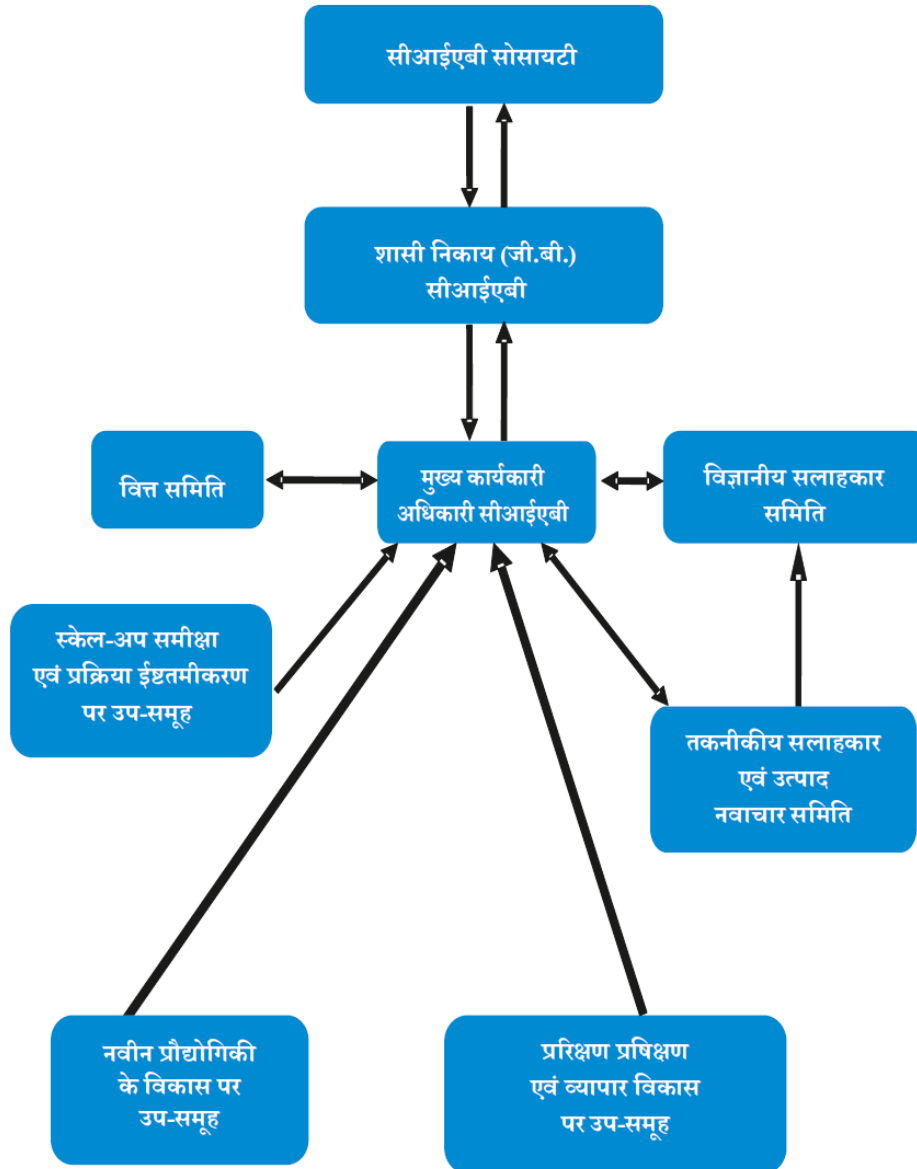 सीआईएबी सोसायटी
शासी निकाय (जी.बी.)
सीआईएबी
वित्त समिति
मुख्य कार्यकारी
अधिकारी सीआईएबी
विज्ञानीय सलाहकार
समिति
स्केल-अप समीक्षा
एवं प्रक्रिया ईष्टतमीकरण
पर उप-समूह
तकनीकीय सलाहकार
एवं उत्पाद
नवाचार समिति
नवीन प्रौद्योगिकी
के विकास पर
उप-समूह
प्ररिक्षण प्रषिक्षण
एवं व्यापार विकास
पर उप-समूह